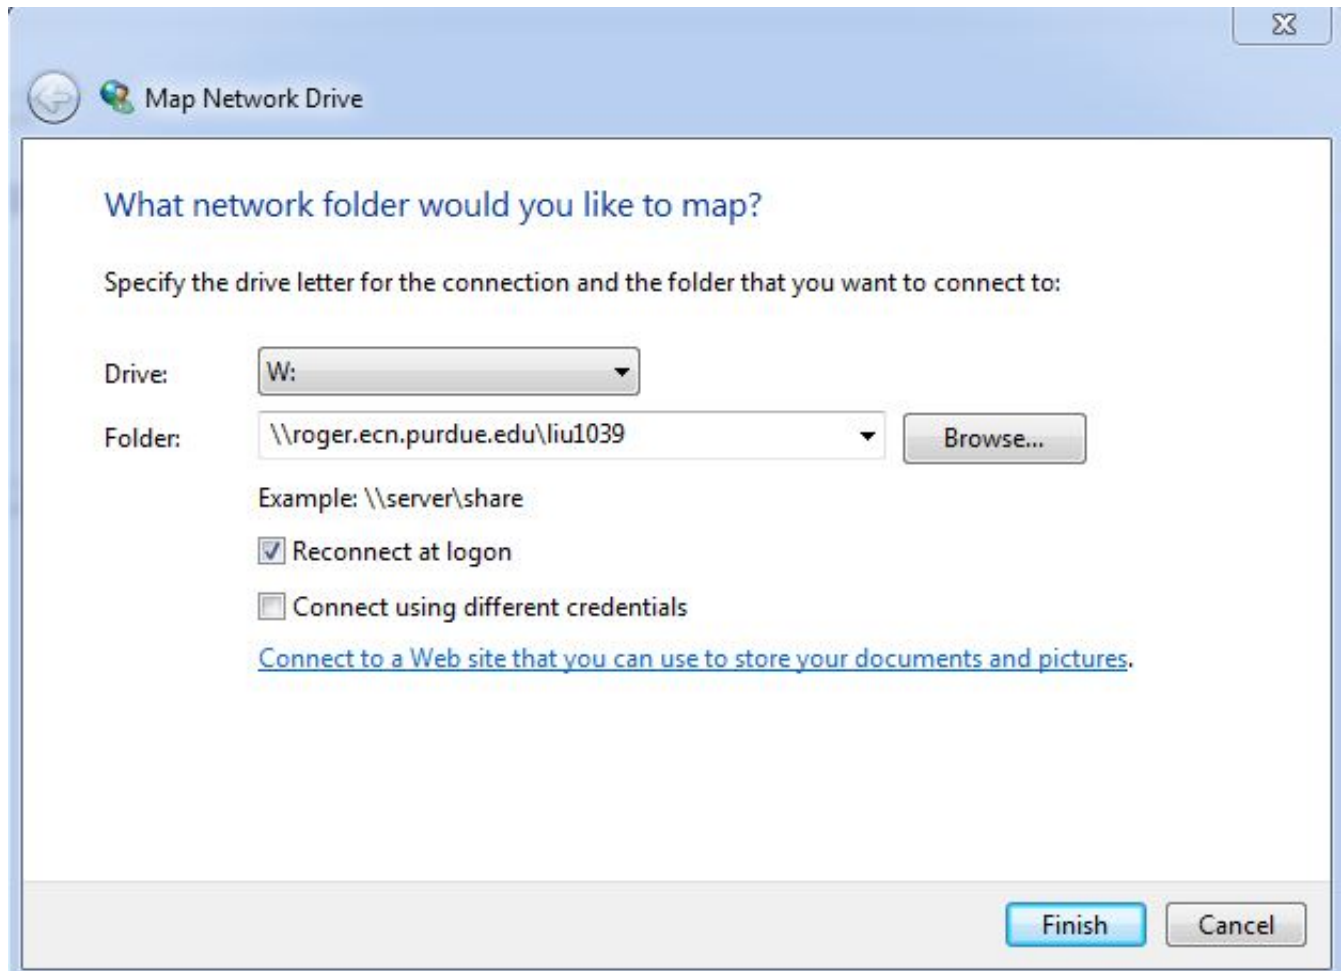 Map Network Drive
What network folder would you like to map?
Specify the drive letter for the connection and the folder that you want to connect to:
Drive: W:
Folder: \\roger.ecn.purdue.edu\liu1039 Browse...
Example: \\server\share
Reconnect at logon
Connect using different credentials
Connect to a Web site that you can use to store your documents and pictures.
Finish Cancel